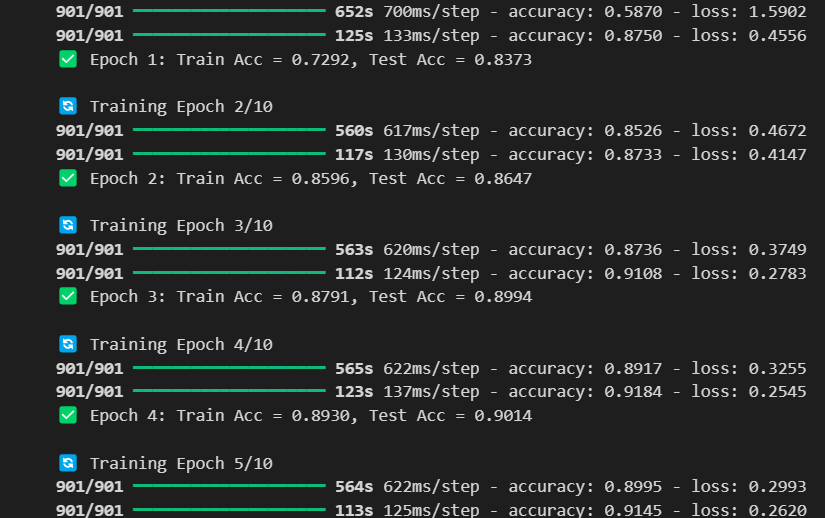 901/901 ━━━━━━━━━━━━━━━━━━━━ 652s 700ms/step - accuracy: 0.5870 - loss: 1.5902
901/901 ━━━━━━━━━━━━━━━━━━━━ 125s 133ms/step - accuracy: 0.8750 - loss: 0.4556
✅ Epoch 1: Train Acc = 0.7292, Test Acc = 0.8373
🔄 Training Epoch 2/10
901/901 ━━━━━━━━━━━━━━━━━━━━ 560s 617ms/step - accuracy: 0.8526 - loss: 0.4672
901/901 ━━━━━━━━━━━━━━━━━━━━ 117s 130ms/step - accuracy: 0.8733 - loss: 0.4147
✅ Epoch 2: Train Acc = 0.8596, Test Acc = 0.8647
🔄 Training Epoch 3/10
901/901 ━━━━━━━━━━━━━━━━━━━━ 563s 620ms/step - accuracy: 0.8736 - loss: 0.3749
901/901 ━━━━━━━━━━━━━━━━━━━━ 112s 124ms/step - accuracy: 0.9108 - loss: 0.2783
✅ Epoch 3: Train Acc = 0.8791, Test Acc = 0.8994
🔄 Training Epoch 4/10
901/901 ━━━━━━━━━━━━━━━━━━━━ 565s 622ms/step - accuracy: 0.8917 - loss: 0.3255
901/901 ━━━━━━━━━━━━━━━━━━━━ 123s 137ms/step - accuracy: 0.9184 - loss: 0.2545
✅ Epoch 4: Train Acc = 0.8930, Test Acc = 0.9014
🔄 Training Epoch 5/10
901/901 ━━━━━━━━━━━━━━━━━━━━ 564s 622ms/step - accuracy: 0.8995 - loss: 0.2993
901/901 ━━━━━━━━━━━━━━━━━━━━ 113s 125ms/step - accuracy: 0.9145 - loss: 0.2620